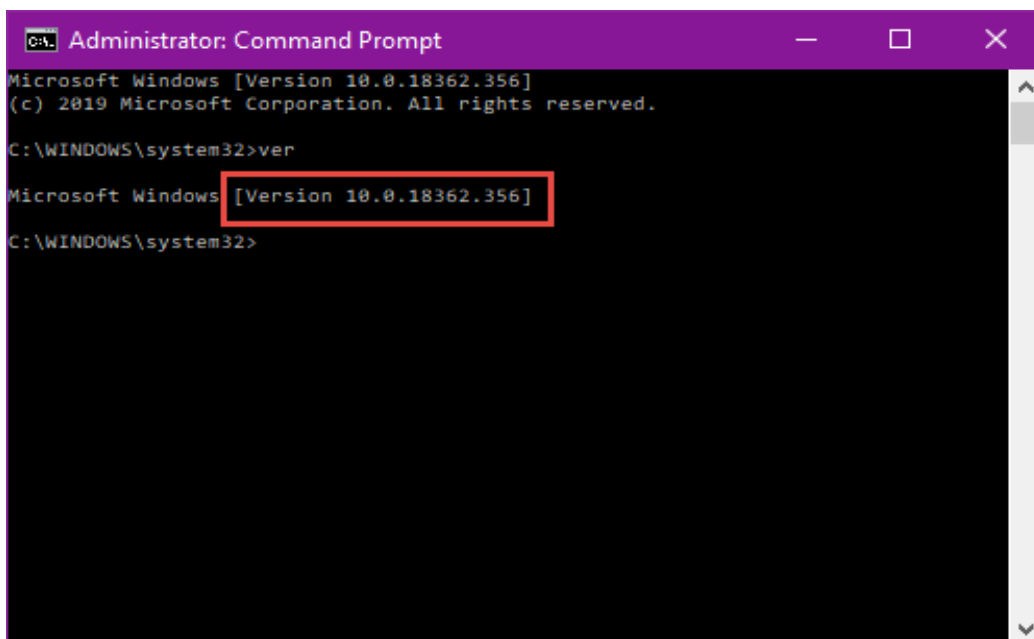 Administrator: Command Prompt
Microsoft Windows [Version 10.0.18362.356]
(c) 2019 Microsoft Corporation. All rights reserved.
C:\WINDOWS\system32>ver
Microsoft Windows [Version 10.0.18362.356]
C:\WINDOWS\system32>